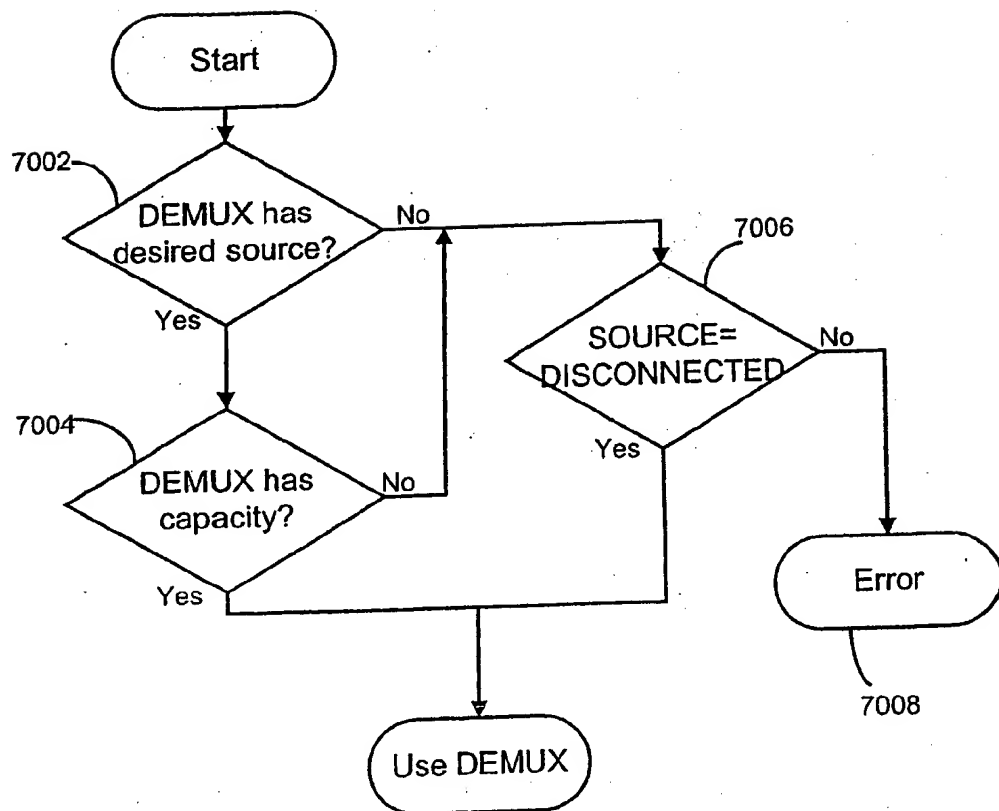 Start
7002
DEMUX has
desired source?
No
Yes
7006
SOURCE=
DISCONNECTED
No
Yes
7004
DEMUX has
capacity?
No
Yes
Error
7008
Use DEMUX